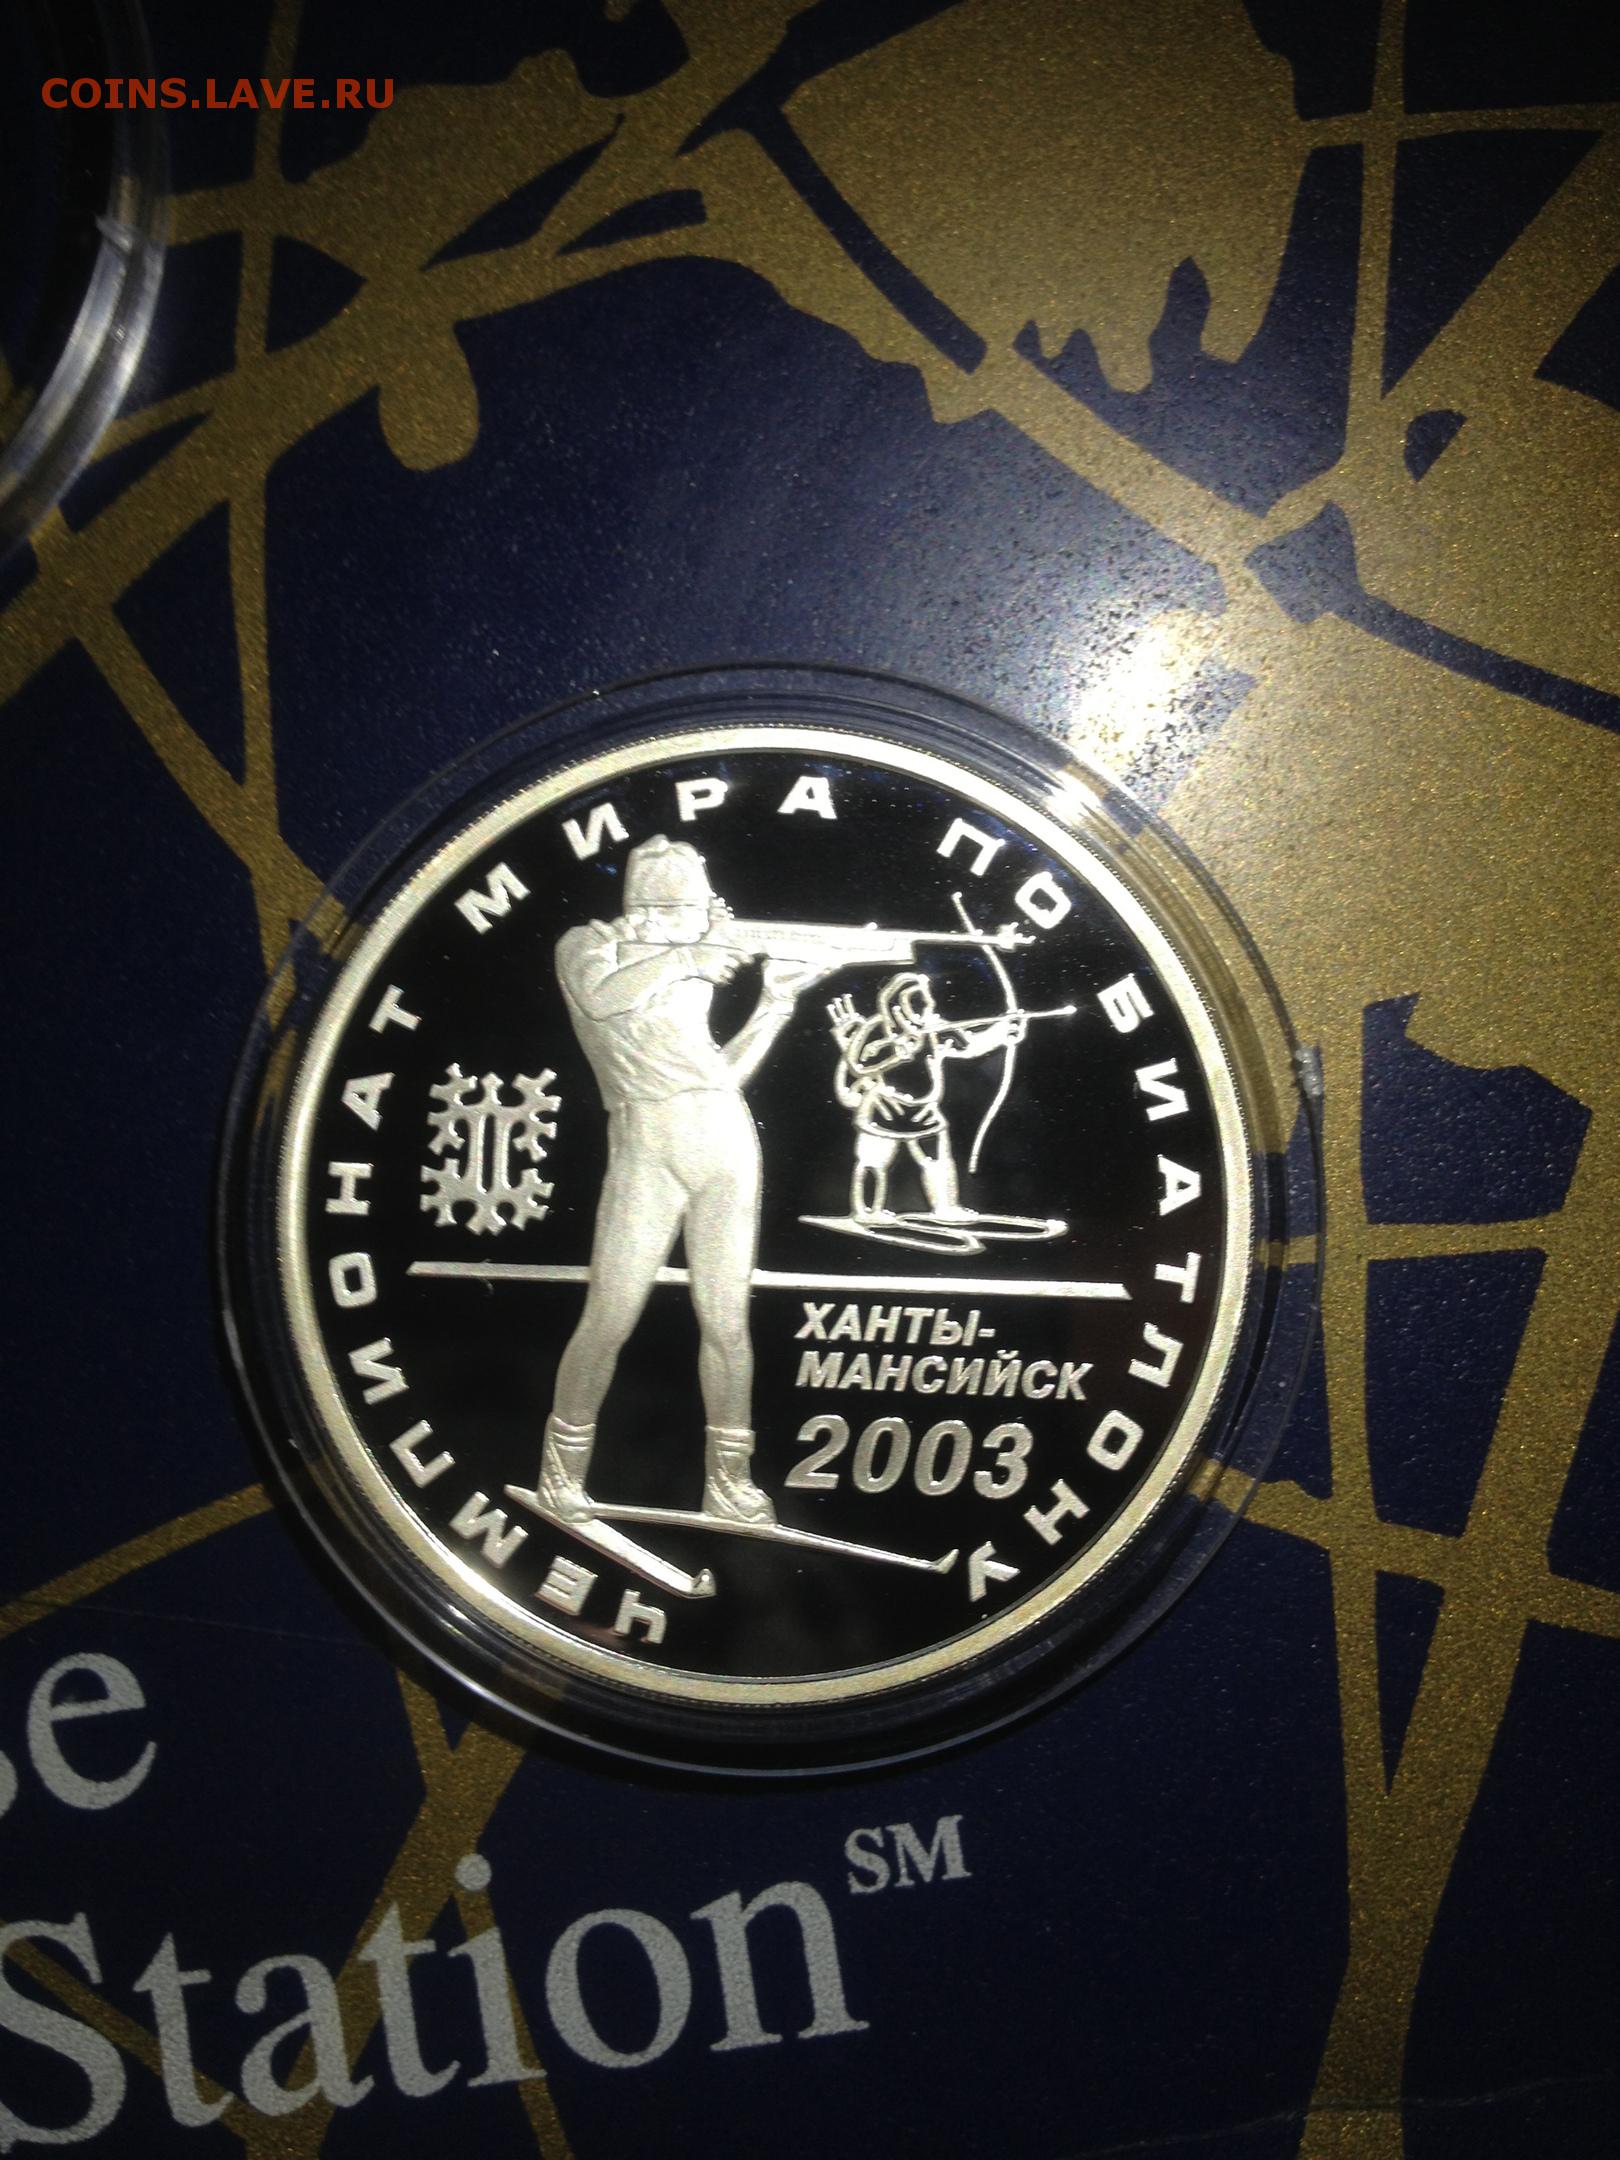 COINS.LAVE.RU
ЧЕМПИОНАТ МИРА ПО БИАТЛОНУ
ХАНТЫ-
МАНСИЙСК
2003
Station SM